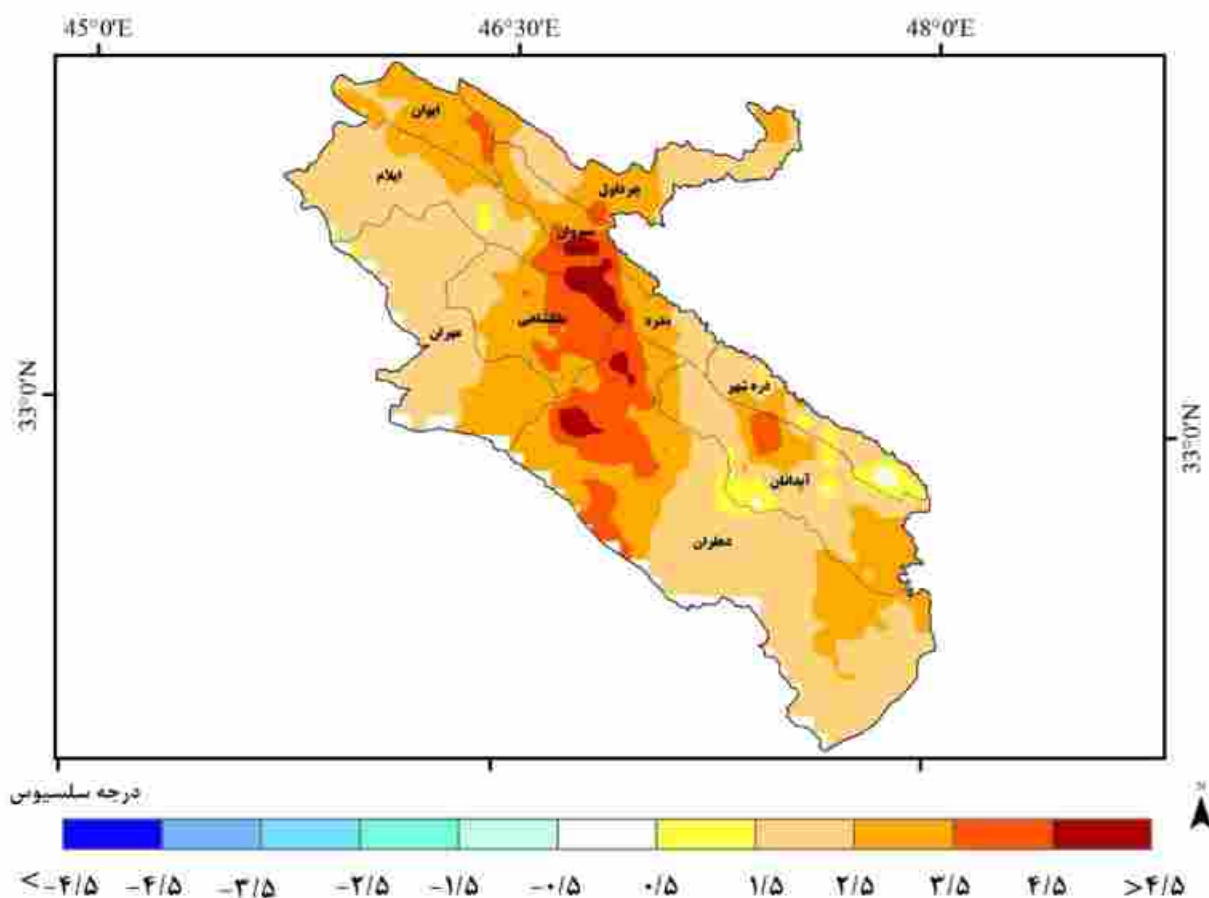 45°0'E 46°30'E 48°0'E
ایوان
ایلام
چرداول
سیروان
ملکشاهی
بدره
مهران
33°0'N
دره شهر
33°0'N
آبدانان
دهلران
درجه سلسیوس
N
<-۴/۵ -۴/۵ -۳/۵ -۲/۵ -۱/۵ -۰/۵ ۰/۵ ۱/۵ ۲/۵ ۳/۵ ۴/۵ >۴/۵